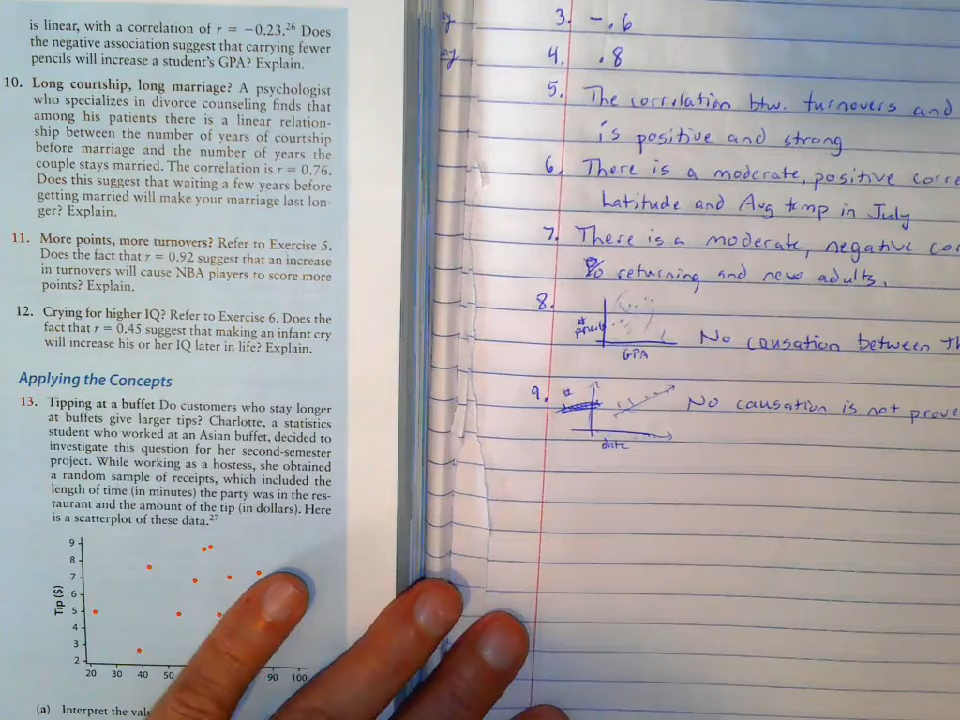 is linear, with a correlation of r = −0.23.26 Does
the negative association suggest that carrying fewer
pencils will increase a student's GPA? Explain.
10. Long courtship, long marriage? A psychologist
who specializes in divorce counseling finds that
among his patients there is a linear relation-
ship between the number of years of courtship
before marriage and the number of years the
couple stays married. The correlation is r = 0.76.
Does this suggest that waiting a few years before
getting married will make your marriage last lon-
ger? Explain.
11. More points, more turnovers? Refer to Exercise 5.
Does the fact that r = 0.92 suggest that an increase
in turnovers will cause NBA players to score more
points? Explain.
12. Crying for higher IQ? Refer to Exercise 6. Does the
fact that r = 0.45 suggest that making an infant cry
will increase his or her IQ later in life? Explain.
Applying the Concepts
13. Tipping at a buffet Do customers who stay longer
at buffets give larger tips? Charlotte, a statistics
student who worked at an Asian buffet, decided to
investigate this question for her second-semester
project. While working as a hostess, she obtained
a random sample of receipts, which included the
length of time (in minutes) the party was in the res-
taurant and the amount of the tip (in dollars). Here
is a scatterplot of these data.27
9
8
7
6
5
4
3
2
Tip ($)
20 30 40 50 90 100
(a) Interpret the
3. -.6
4. .8
5. The correlation btw. turnovers and
is positive and strong
6. There is a moderate, positive
Latitude and Avg temp in July
7. There is a moderate, negative
% returning and new adults.
8. #
GPA
No causation between
9. #
date
No causation is not